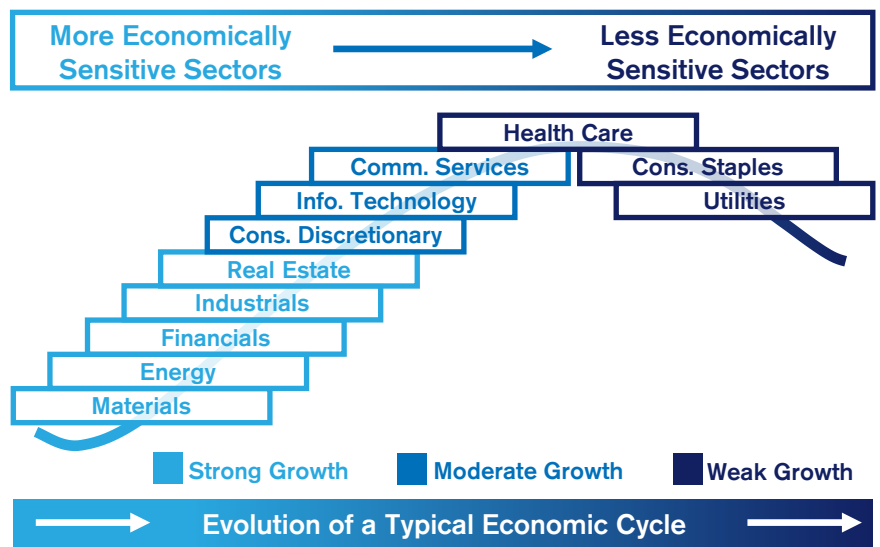 More Economically
Sensitive Sectors
Less Economically
Sensitive Sectors
Health Care
Comm. Services
Cons. Staples
Info. Technology
Utilities
Cons. Discretionary
Real Estate
Industrials
Financials
Energy
Materials
Strong Growth
Moderate Growth
Weak Growth
Evolution of a Typical Economic Cycle